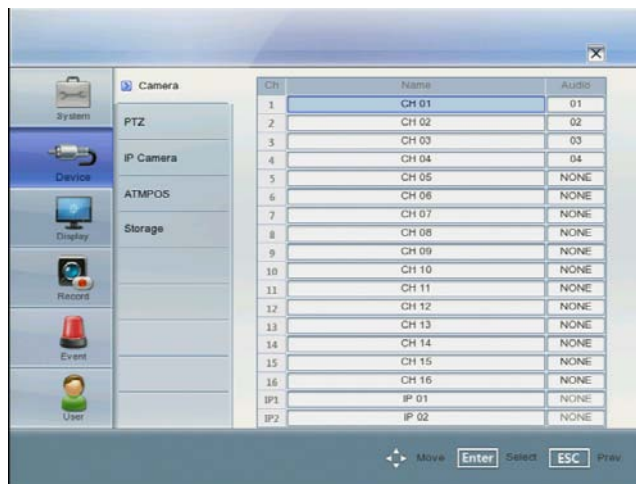 System
Device
Display
Record
Event
User
Camera
PTZ
IP Camera
ATMPOS
Storage
Ch Name Audio
1 CH 01 01
2 CH 02 02
3 CH 03 03
4 CH 04 04
5 CH 05 NONE
6 CH 06 NONE
7 CH 07 NONE
8 CH 08 NONE
9 CH 09 NONE
10 CH 10 NONE
11 CH 11 NONE
12 CH 12 NONE
13 CH 13 NONE
14 CH 14 NONE
15 CH 15 NONE
16 CH 16 NONE
IP1 IP 01 NONE
IP2 IP 02 NONE
Move Enter Select ESC Prev